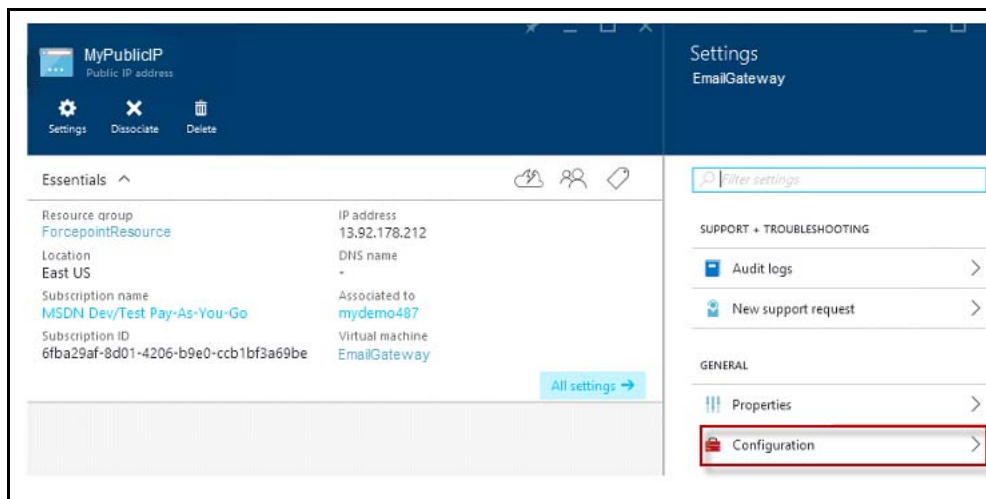 MyPublicIP
Public IP address
Settings
Dissociate
Delete
Essentials
Resource group
ForcepointResource
Location
East US
Subscription name
MSDN Dev/Test Pay-As-You-Go
Subscription ID
6fba29af-8d01-4206-b9e0-ccb1bf3a69be
IP address
13.92.178.212
DNS name
-
Associated to
mydemo487
Virtual machine
EmailGateway
All settings →
Settings
EmailGateway
Filter settings
SUPPORT + TROUBLESHOOTING
Audit logs
New support request
GENERAL
Properties
Configuration